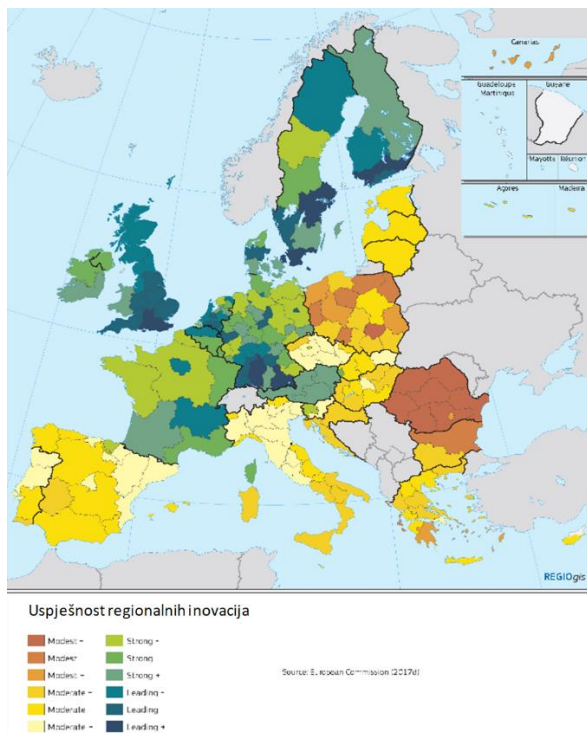 Canarias
Guadeloupe
Martinique
Guyane
Mayotte
Réunion
Açores
Madeira
REGIOgis
Uspješnost regionalnih inovacija
Modest -
Modest
Modest +
Moderate -
Moderate
Moderate +
Strong -
Strong
Strong +
Leading -
Leading
Leading +
Source: European Commission (2017d)